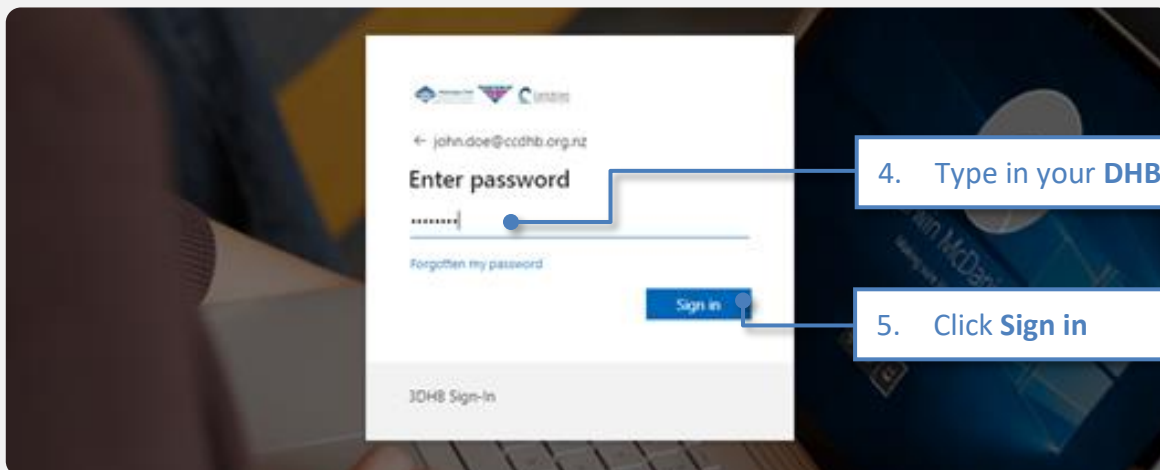 ← john.doe@ccdhb.org.nz
Enter password
Forgotten my password
Sign in
3DHB Sign-In
4. Type in your DHB
5. Click Sign in